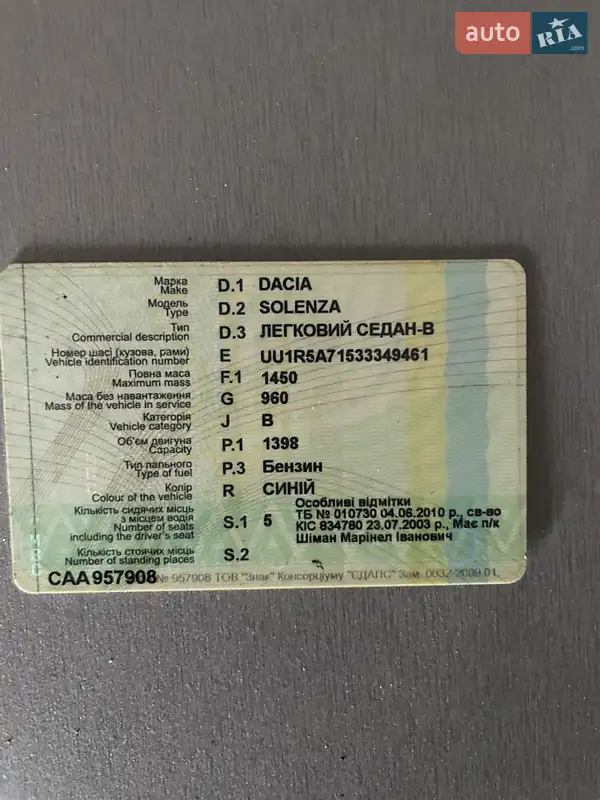 auto RIA .com
Марка D.1 DACIA
Make
Модель D.2 SOLENZA
Type
Тип D.3 ЛЕГКОВИЙ СЕДАН-В
Commercial description
Номер шасі (кузова, рами) E UU1R5A71533349461
Vehicle identification number
Повна маса F.1 1450
Maximum mass
Маса без навантаження G 960
Mass of the vehicle in service
Категорія J B
Vehicle category
Об'єм двигуна P.1 1398
Capacity
Тип пального P.3 Бензин
Type of fuel
Колір R СИНІЙ
Colour of the vehicle
Особливі відмітки
Кількість сидячих місць
з місцем водія
Number of seats
including the driver's seat
S.1 5
ТБ № 010730 04.06.2010 р., св-во
КІС 834780 23.07.2003 р., Має п/к
Шіман Марінел Іванович
Кількість стоячих місць S.2
Number of standing places
САА 957908 № 957908 ТОВ "Знак" Консорціуму "ЄДАПС" Зам. 0932-2009.01.